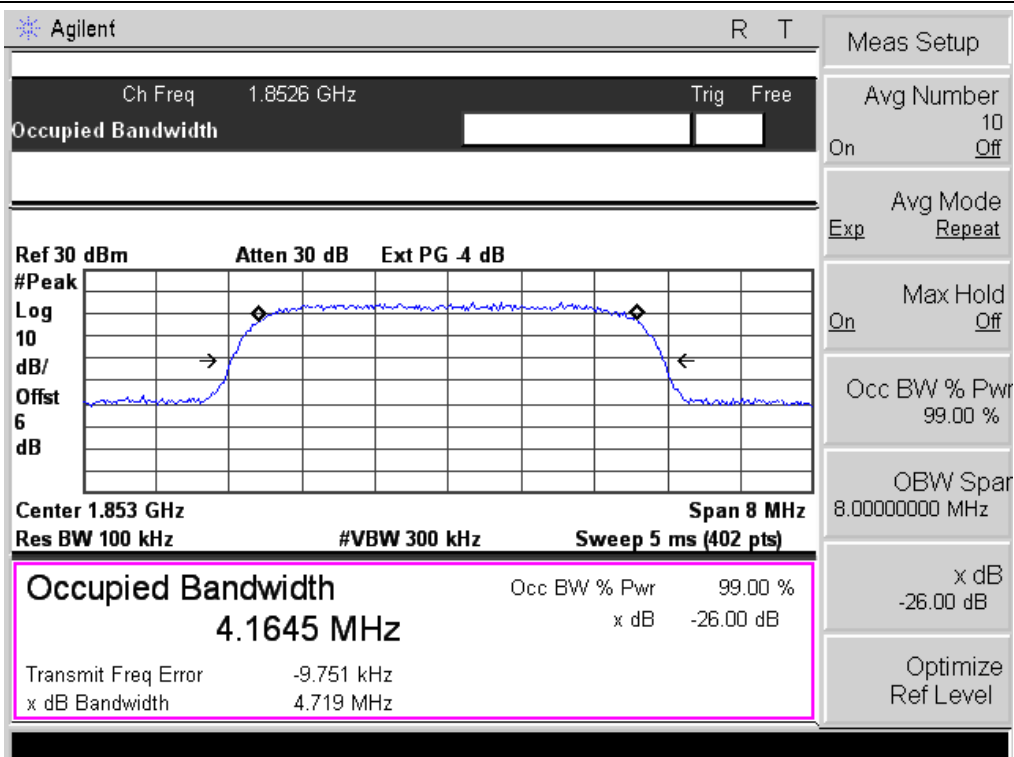 Agilent
R T
Ch Freq 1.8526 GHz Trig Free
Occupied Bandwidth
Ref 30 dBm Atten 30 dB Ext PG -4 dB
#Peak
Log
10
dB/
Offst
6
dB
Center 1.853 GHz Span 8 MHz
Res BW 100 kHz #VBW 300 kHz Sweep 5 ms (402 pts)
Occupied Bandwidth
4.1645 MHz
Occ BW % Pwr 99.00 %
x dB -26.00 dB
Transmit Freq Error -9.751 kHz
x dB Bandwidth 4.719 MHz
Meas Setup
Avg Number
10
On Off
Avg Mode
Exp Repeat
Max Hold
On Off
Occ BW % Pwr
99.00 %
OBW Span
8.00000000 MHz
x dB
-26.00 dB
Optimize
Ref Level